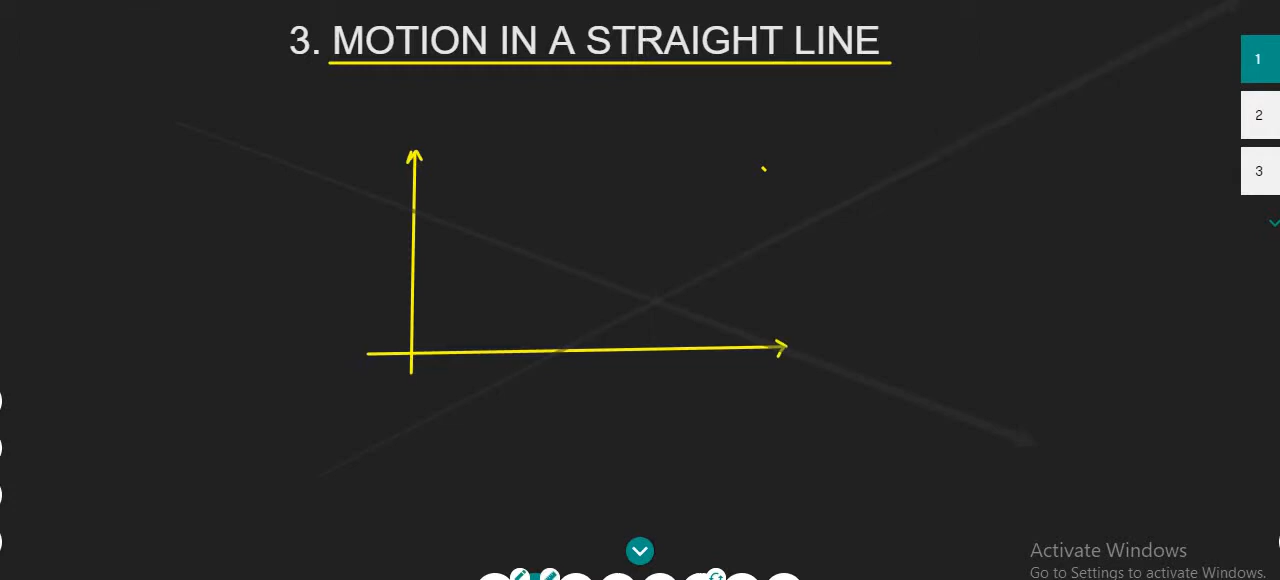 3. MOTION IN A STRAIGHT LINE
1
2
3
Activate Windows
Go to Settings to activate Windows.